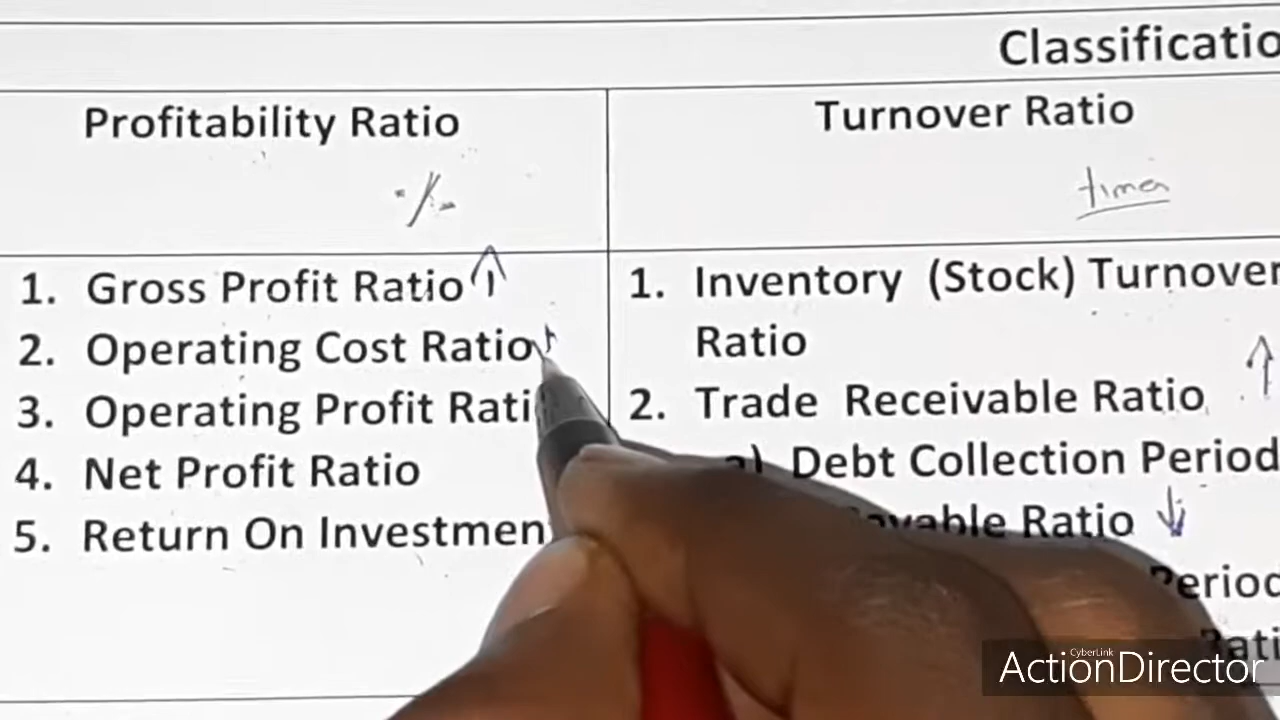 Classificatio
Profitability Ratio
Turnover Ratio
%
times
1. Gross Profit Ratio
2. Operating Cost Ratio
3. Operating Profit Rati
4. Net Profit Ratio
5. Return On Investmen
1. Inventory (Stock) Turnover
Ratio
2. Trade Receivable Ratio
a) Debt Collection Period
yable Ratio
Period
Rati
CyberLink
ActionDirector